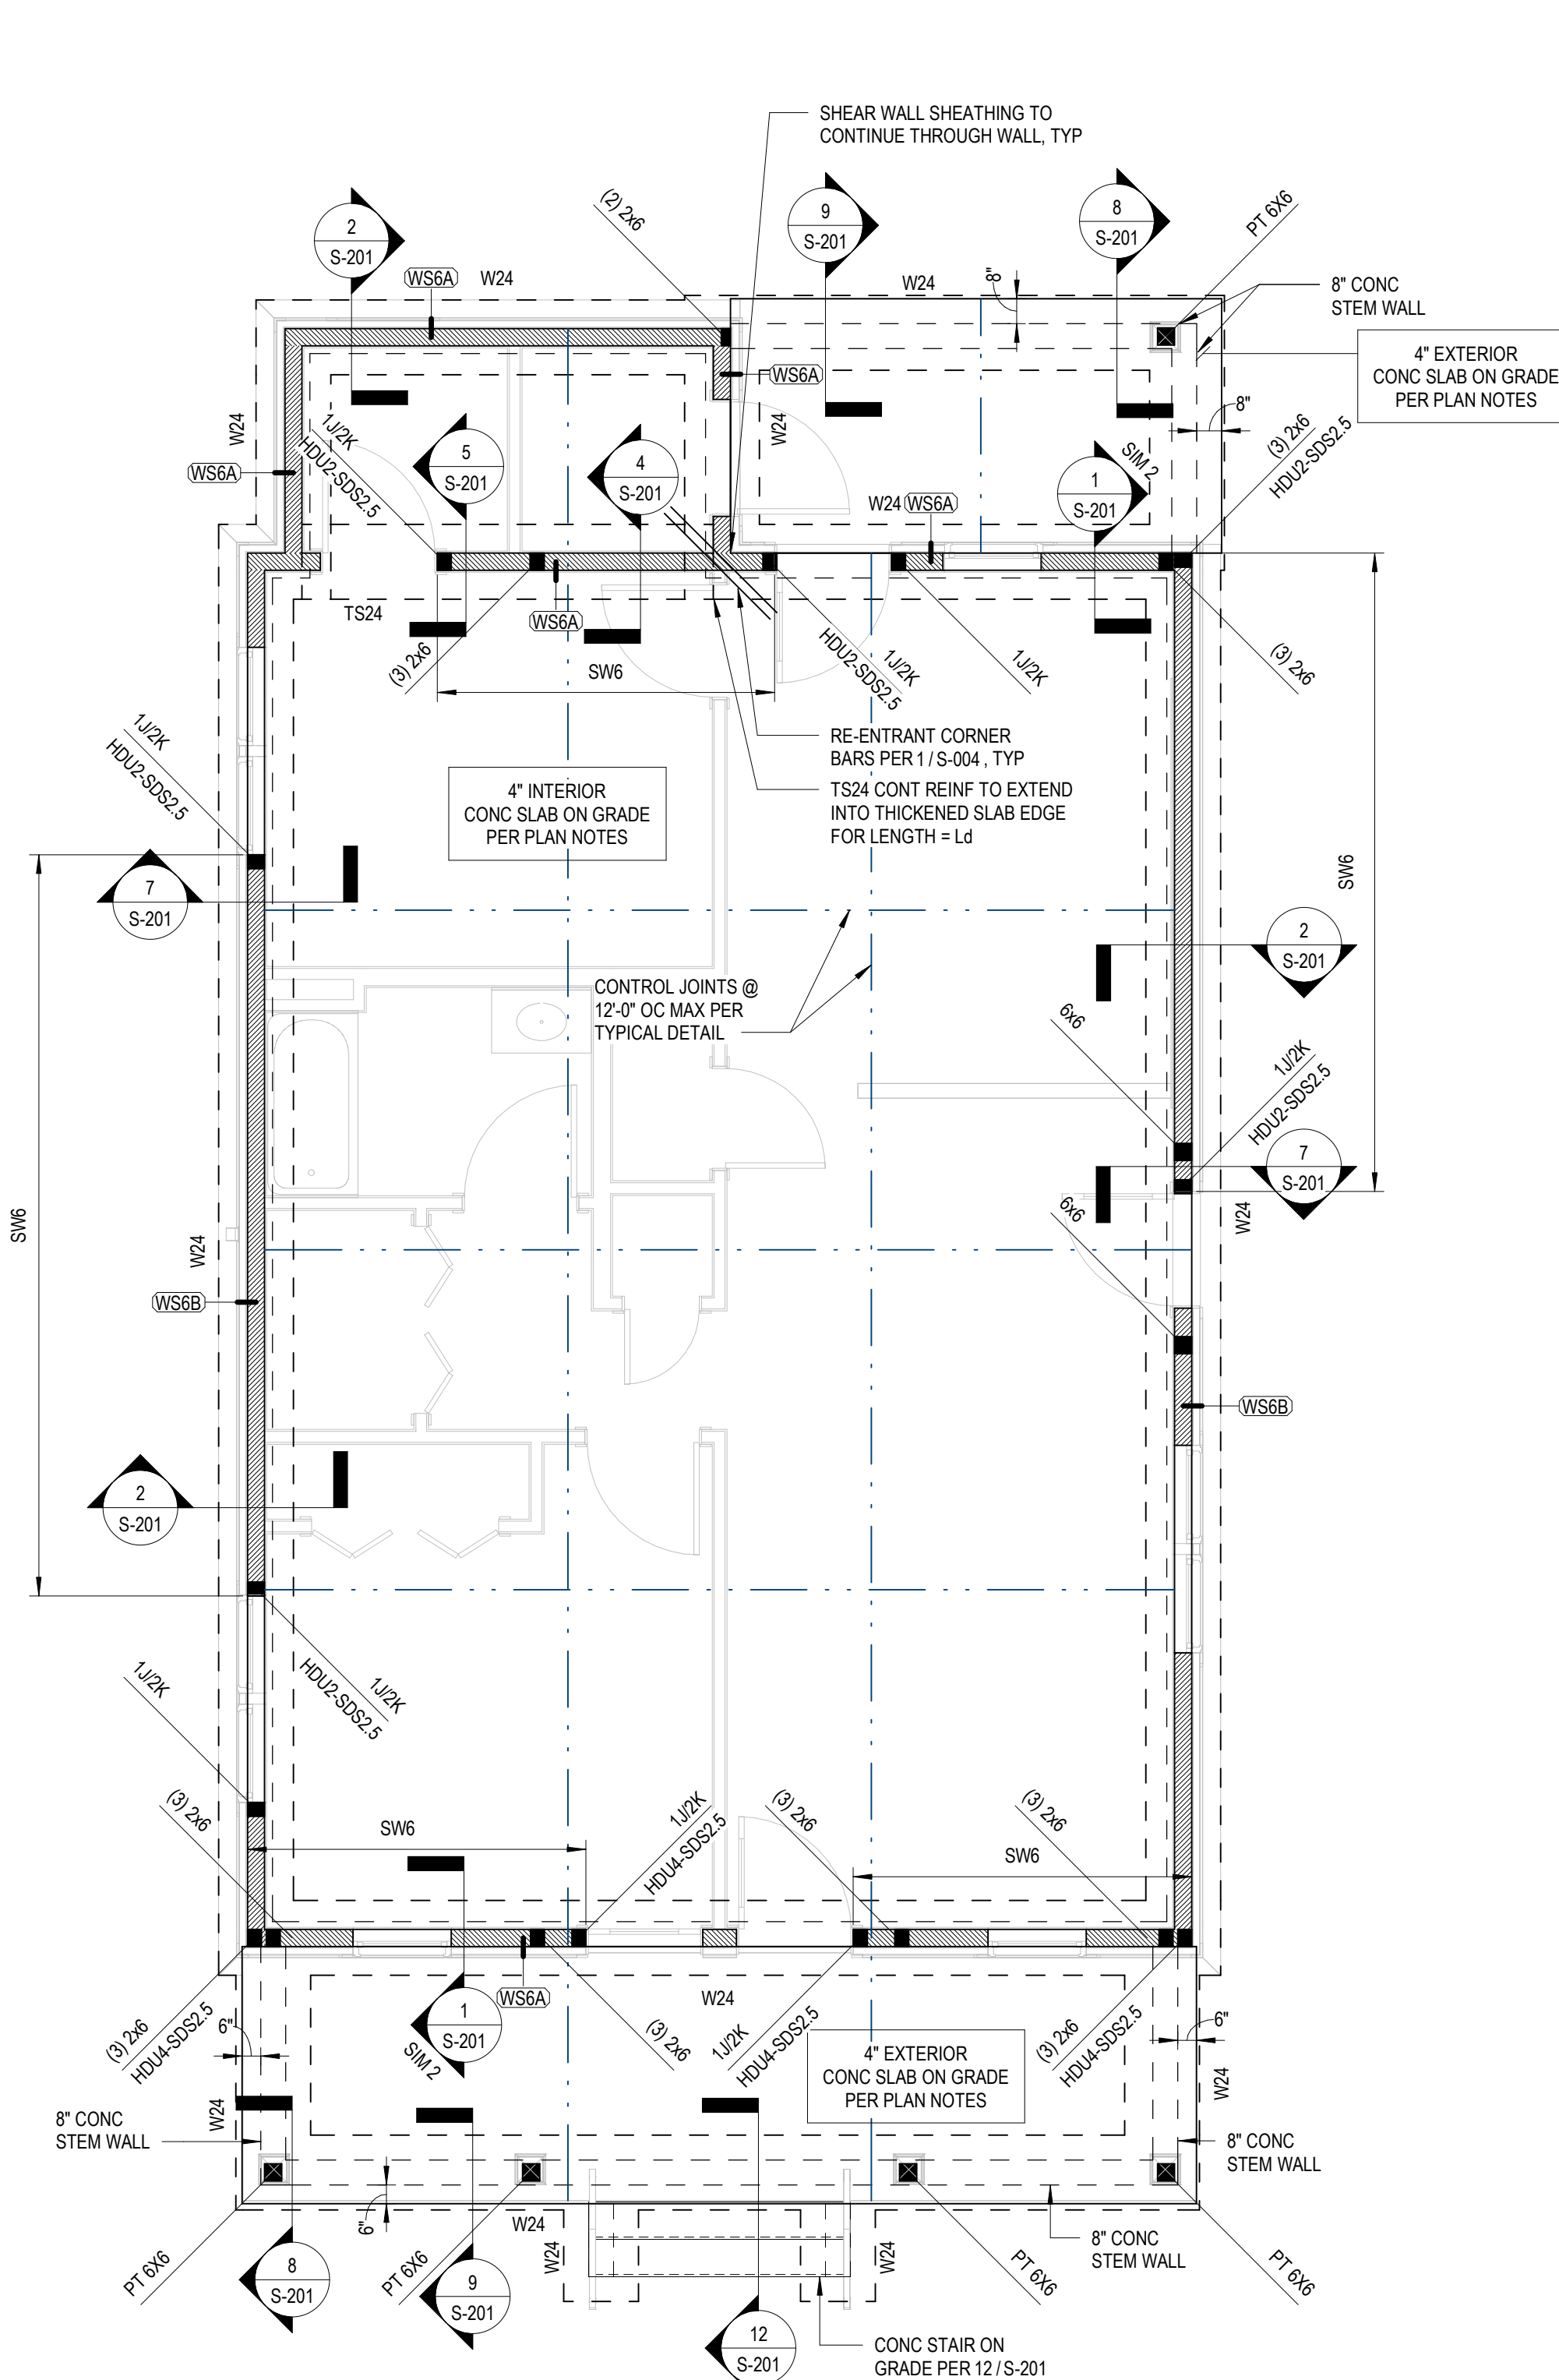 SHEAR WALL SHEATHING TO
CONTINUE THROUGH WALL, TYP
2
S-201
(2) 2x6
9
S-201
8
S-201
PT 6X6
WS6A
W24
W24
8"
8" CONC
STEM WALL
4" EXTERIOR
CONC SLAB ON GRADE
PER PLAN NOTES
WS6A
8"
W24
W24
1J/2K
HDU2-SDS2.5
5
S-201
4
S-201
1
S-201
SIM 2
(3) 2x6
HDU2-SDS2.5
WS6A
W24
WS6A
TS24
WS6A
(3) 2x6
SW6
1J/2K
HDU2-SDS2.5
1J/2K
(3) 2x6
1J/2K
HDU2-SDS2.5
RE-ENTRANT CORNER
BARS PER 1 / S-004 , TYP
4" INTERIOR
CONC SLAB ON GRADE
PER PLAN NOTES
TS24 CONT REINF TO EXTEND
INTO THICKENED SLAB EDGE
FOR LENGTH = Ld
SW6
7
S-201
2
S-201
CONTROL JOINTS @
12'-0" OC MAX PER
TYPICAL DETAIL
6x6
1J/2K
HDU2-SDS2.5
7
S-201
SW6
6x6
W24
W24
WS6B
WS6B
2
S-201
1J/2K
1J/2K
HDU2-SDS2.5
(3) 2x6
SW6
1J/2K
HDU4-SDS2.5
(3) 2x6
(3) 2x6
SW6
WS6A
W24
1
S-201
SIM 2
(3) 2x6
HDU4-SDS2.5
6"
(3) 2x6
1J/2K
HDU4-SDS2.5
4" EXTERIOR
CONC SLAB ON GRADE
PER PLAN NOTES
(3) 2x6
HDU4-SDS2.5
6"
W24
W24
8" CONC
STEM WALL
8" CONC
STEM WALL
6"
W24
W24
W24
8" CONC
STEM WALL
PT 6X6
8
S-201
PT 6X6
9
S-201
PT 6X6
PT 6X6
12
S-201
CONC STAIR ON
GRADE PER 12 / S-201